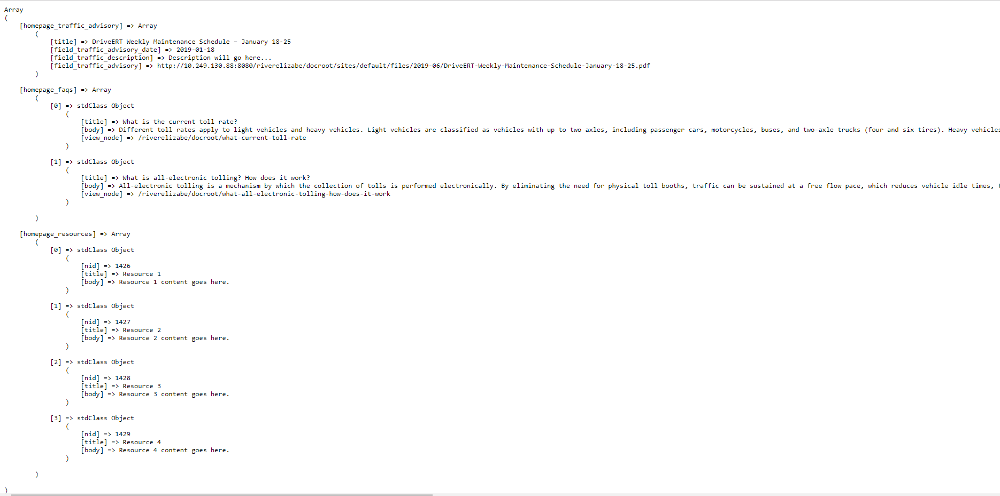 Array
(
[homepage_traffic_advisory] => Array
(
[title] => DriveERT Weekly Maintenance Schedule – January 18-25
[field_traffic_advisory_date] => 2019-01-18
[field_traffic_description] => Description will go here...
[field_traffic_advisory] => http://10.249.130.88:8080/riverelizabe/docroot/sites/default/files/2019-06/DriveERT-Weekly-Maintenance-Schedule-January-18-25.pdf
)
[homepage_faqs] => Array
(
[0] => stdClass Object
(
[title] => What is the current toll rate?
[body] => Different toll rates apply to light vehicles and heavy vehicles. Light vehicles are classified as vehicles with up to two axles, including passenger cars, motorcycles, buses, and two-axle trucks (four and six tires). Heavy vehicles
[view_node] => /riverelizabe/docroot/what-current-toll-rate
)
[1] => stdClass Object
(
[title] => What is all-electronic tolling? How does it work?
[body] => All-electronic tolling is a mechanism by which the collection of tolls is performed electronically. By eliminating the need for physical toll booths, traffic can be sustained at a free flow pace, which reduces vehicle idle times,
[view_node] => /riverelizabe/docroot/what-all-electronic-tolling-how-does-it-work
)
)
[homepage_resources] => Array
(
[0] => stdClass Object
(
[nid] => 1426
[title] => Resource 1
[body] => Resource 1 content goes here.
)
[1] => stdClass Object
(
[nid] => 1427
[title] => Resource 2
[body] => Resource 2 content goes here.
)
[2] => stdClass Object
(
[nid] => 1428
[title] => Resource 3
[body] => Resource 3 content goes here.
)
[3] => stdClass Object
(
[nid] => 1429
[title] => Resource 4
[body] => Resource 4 content goes here.
)
)
)